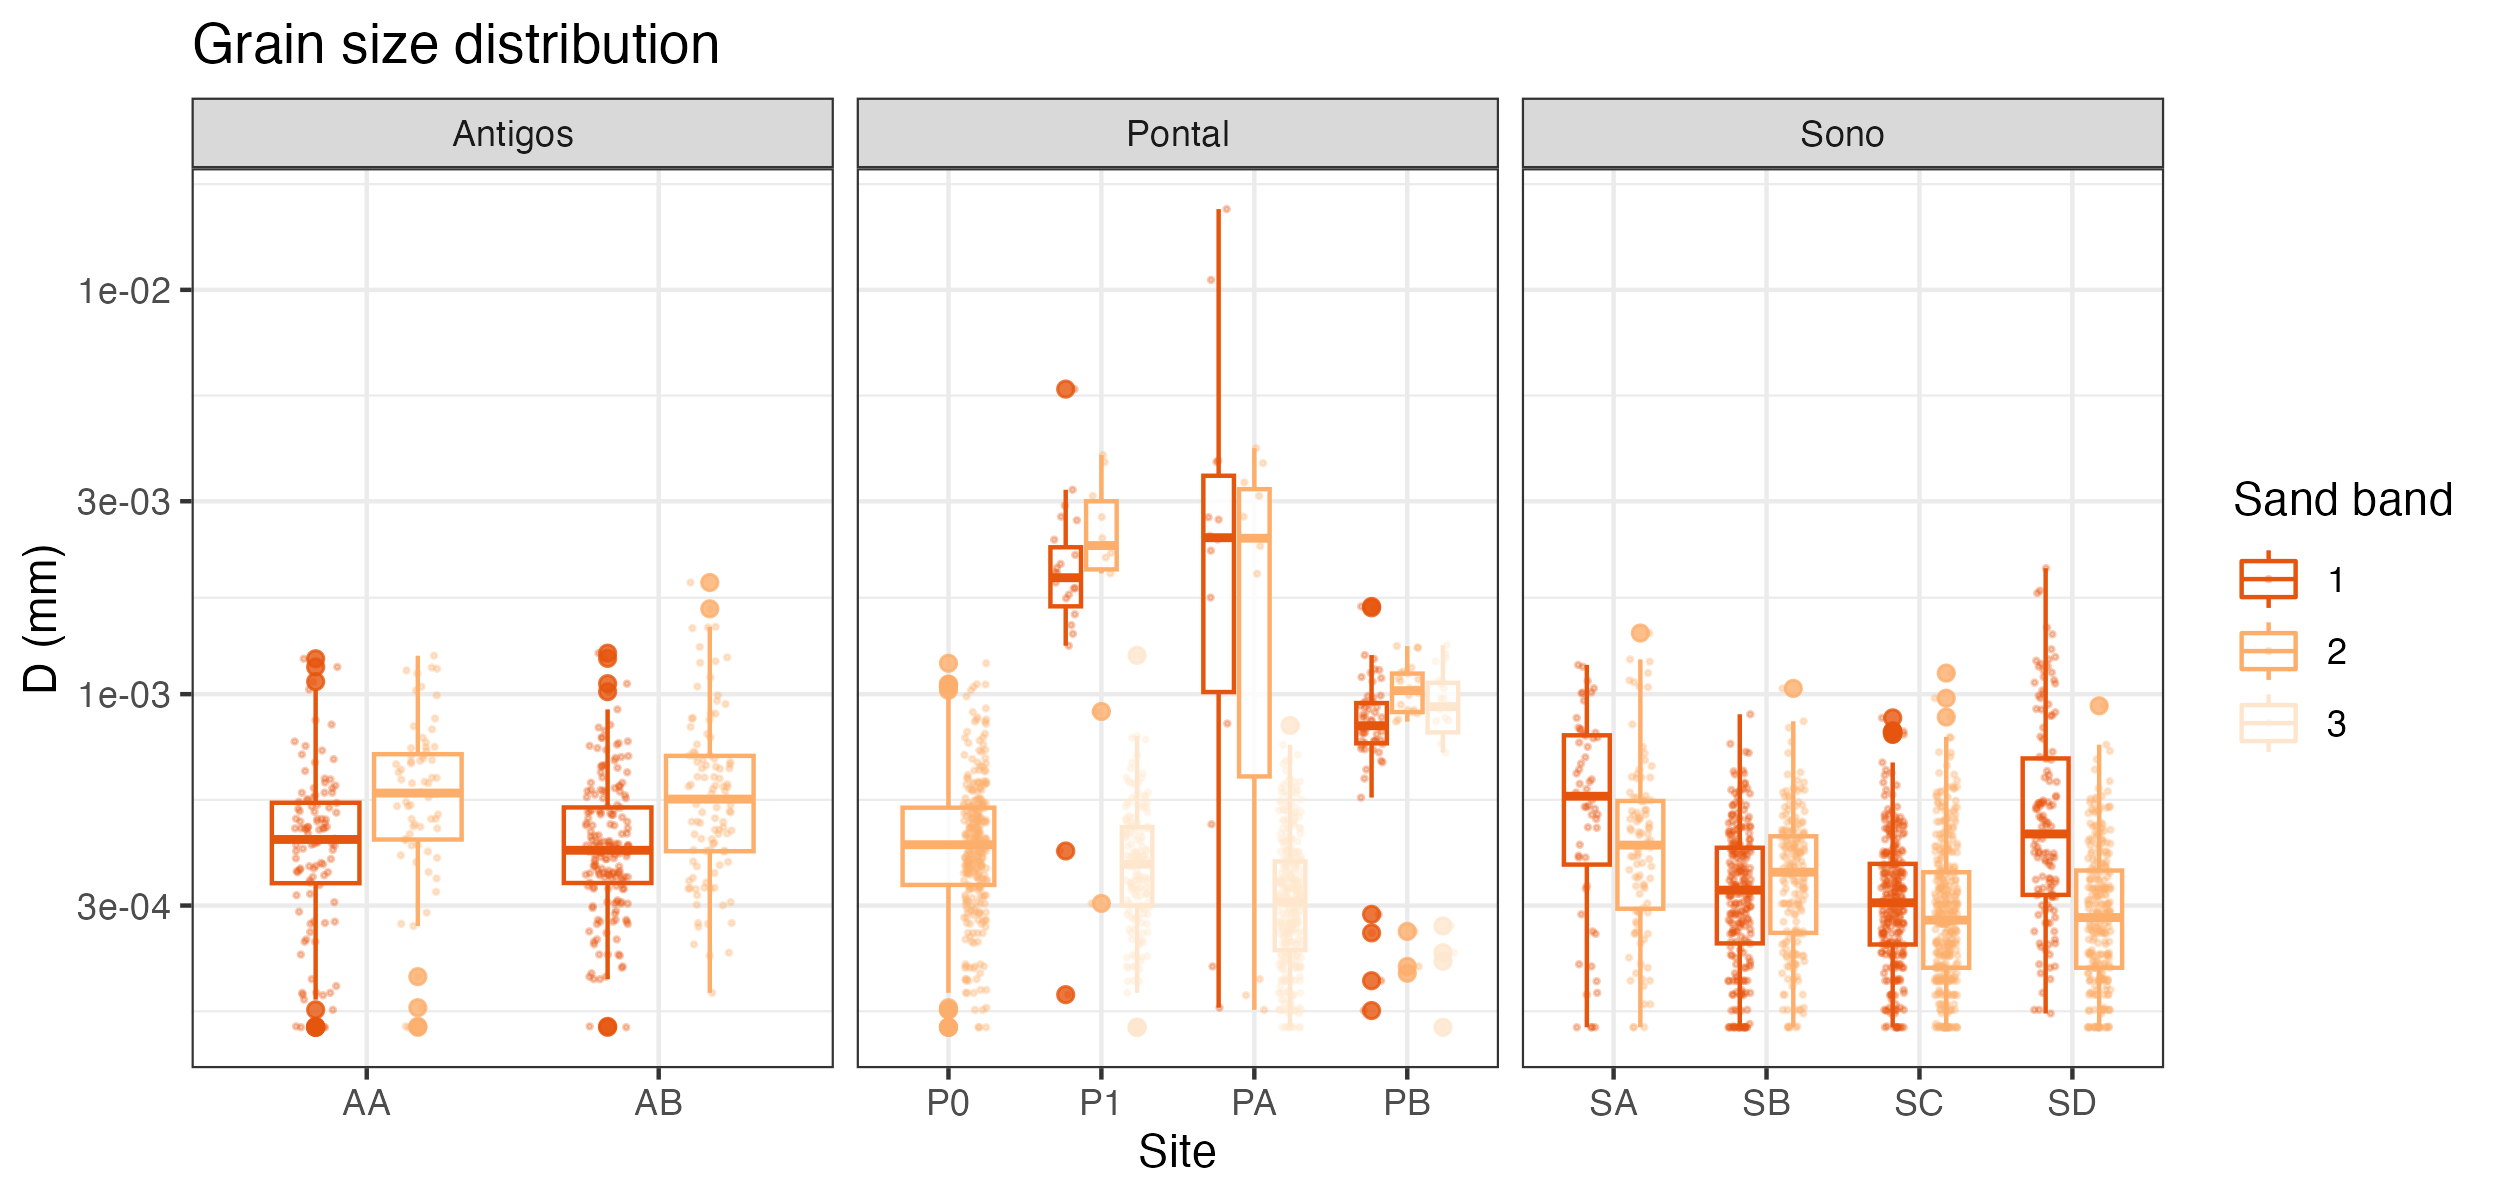 Grain size distribution
Antigos
Pontal
Sono
1e-02
3e-03
1e-03
3e-04
D (mm)
AA
AB
P0
P1
PA
PB
SA
SB
SC
SD
Site
Sand band
1
2
3